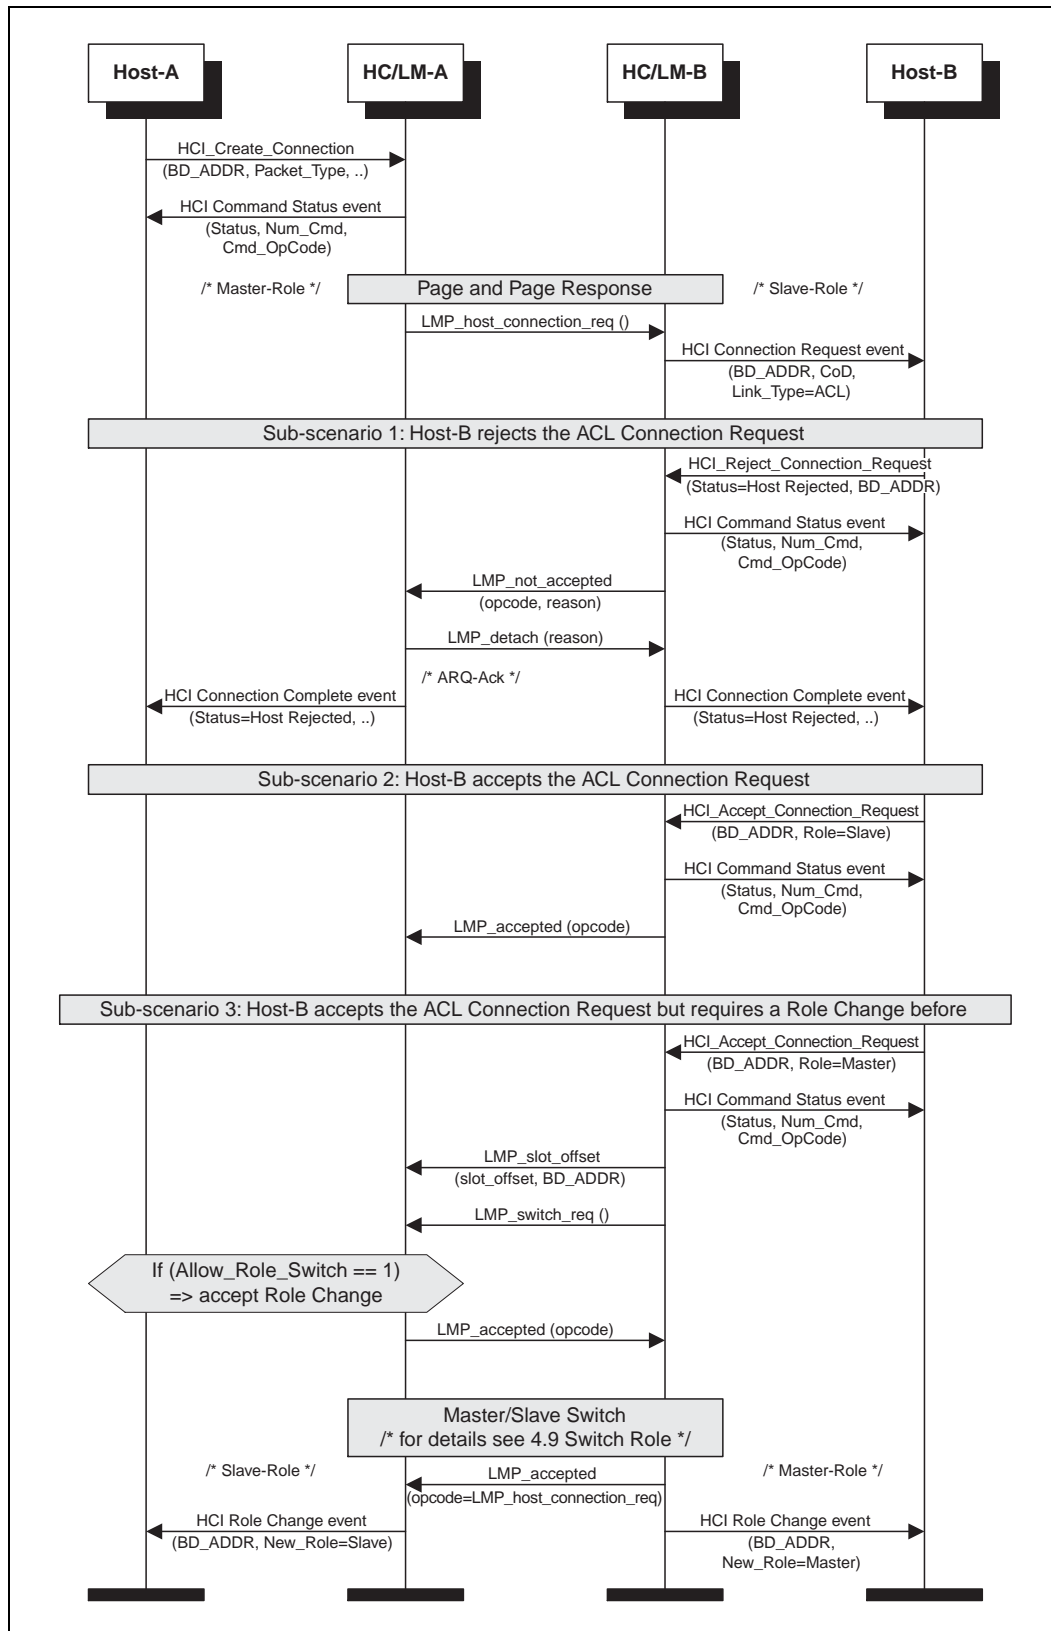 Host-A
HC/LM-A
HC/LM-B
Host-B
HCI_Create_Connection
(BD_ADDR, Packet_Type, ..)
HCI Command Status event
(Status, Num_Cmd,
Cmd_OpCode)
/* Master-Role */
Page and Page Response
/* Slave-Role */
LMP_host_connection_req ()
HCI Connection Request event
(BD_ADDR, CoD,
Link_Type=ACL)
Sub-scenario 1: Host-B rejects the ACL Connection Request
HCI_Reject_Connection_Request
(Status=Host Rejected, BD_ADDR)
HCI Command Status event
(Status, Num_Cmd,
Cmd_OpCode)
LMP_not_accepted
(opcode, reason)
LMP_detach (reason)
/* ARQ-Ack */
HCI Connection Complete event
(Status=Host Rejected, ..)
HCI Connection Complete event
(Status=Host Rejected, ..)
Sub-scenario 2: Host-B accepts the ACL Connection Request
HCI_Accept_Connection_Request
(BD_ADDR, Role=Slave)
HCI Command Status event
(Status, Num_Cmd,
Cmd_OpCode)
LMP_accepted (opcode)
Sub-scenario 3: Host-B accepts the ACL Connection Request but requires a Role Change before
HCI_Accept_Connection_Request
(BD_ADDR, Role=Master)
HCI Command Status event
(Status, Num_Cmd,
Cmd_OpCode)
LMP_slot_offset
(slot_offset, BD_ADDR)
LMP_switch_req ()
If (Allow_Role_Switch == 1)
=> accept Role Change
LMP_accepted (opcode)
Master/Slave Switch
/* for details see 4.9 Switch Role */
/* Slave-Role */
LMP_accepted
(opcode=LMP_host_connection_req)
/* Master-Role */
HCI Role Change event
(BD_ADDR, New_Role=Slave)
HCI Role Change event
(BD_ADDR,
New_Role=Master)